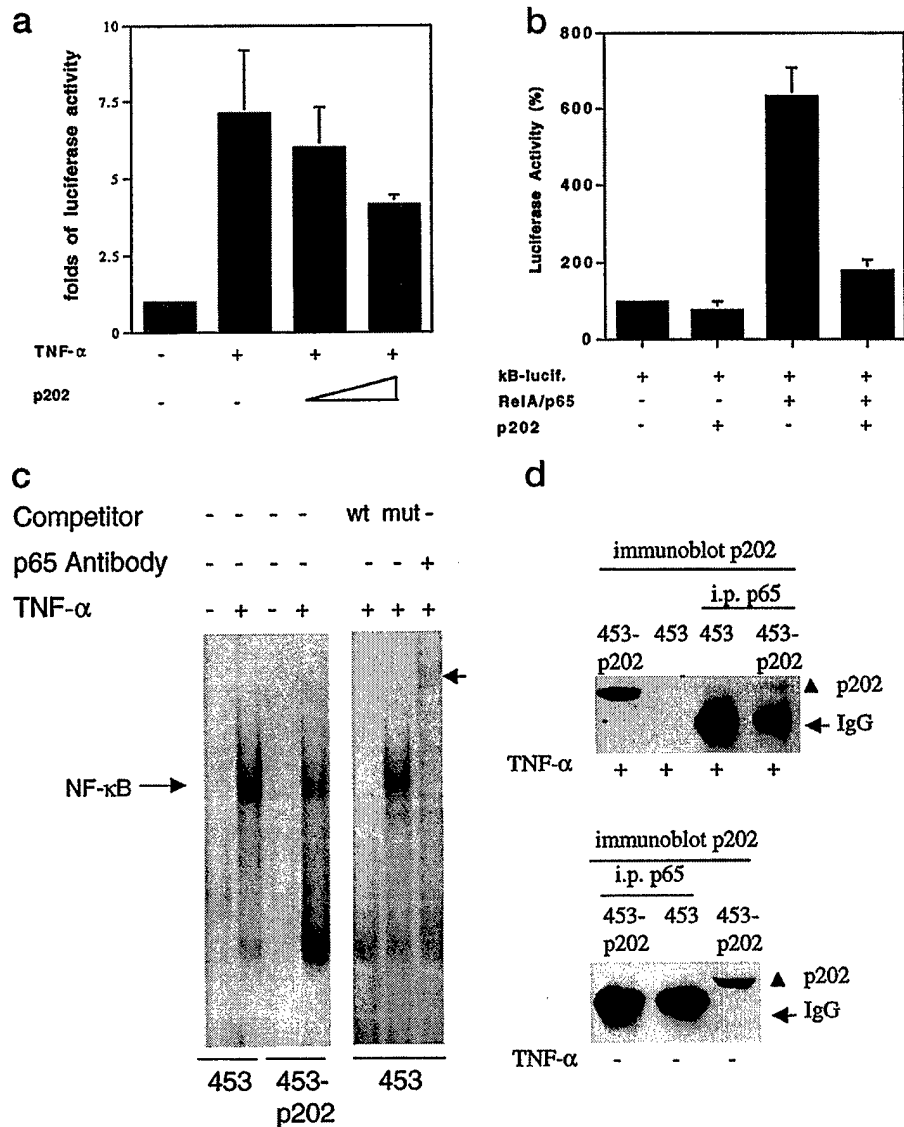 a
folds of luciferase activity
10
7.5
5
2.5
0
TNF-α - + + +
p202 - -
b
Luciferase Activity (%)
800
600
400
200
0
kB-lucif. + + + +
RelA/p65 - - + +
p202 - + - +
c
Competitor - - - - wt mut -
p65 Antibody - - - - - - +
TNF-α - + - + + + +
NF-κB
453 453- 453
p202
d
immunoblot p202
i.p. p65
453- 453 453 453-
p202 p202
p202
IgG
TNF-α + + + +
immunoblot p202
i.p. p65
453- 453 453-
p202 p202
p202
IgG
TNF-α - - -